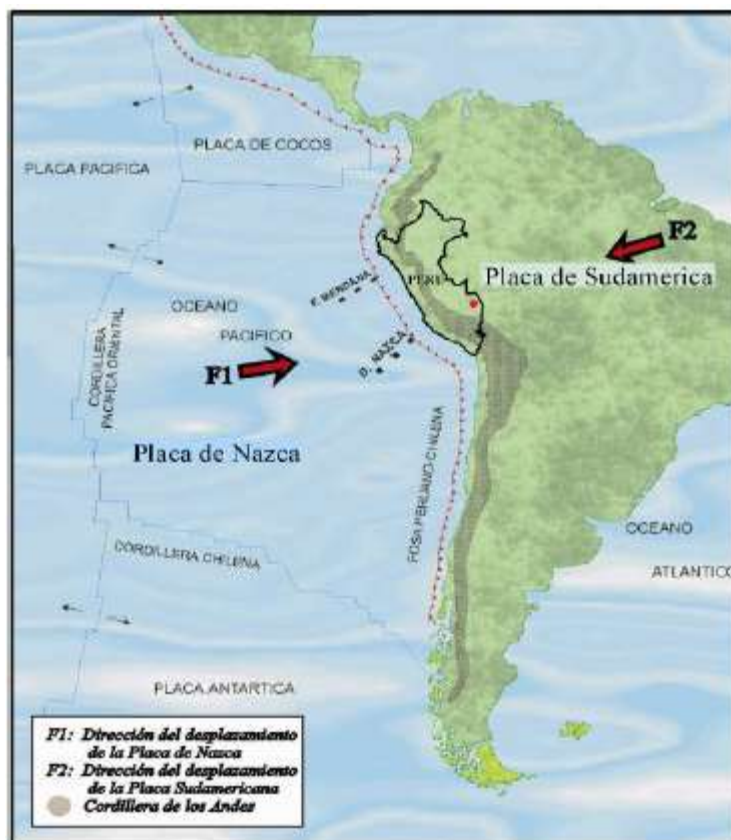 PLACA DE COCOS
PLACA PACIFICA
F2
PERU
Placa de Sudamerica
F. MENDANA
OCEANO
PACIFICO
D. NAZCA
F1
CORDILLERA
PACIFICA ORIENTAL
Placa de Nazca
FOSA PERUANO-CHILENA
OCEANO
ATLANTICO
CORDILLERA CHILENA
PLACA ANTARTICA
F1: Dirección del desplazamiento
de la Placa de Nazca
F2: Dirección del desplazamiento
de la Placa Sudamericana
Cordillera de los Andes